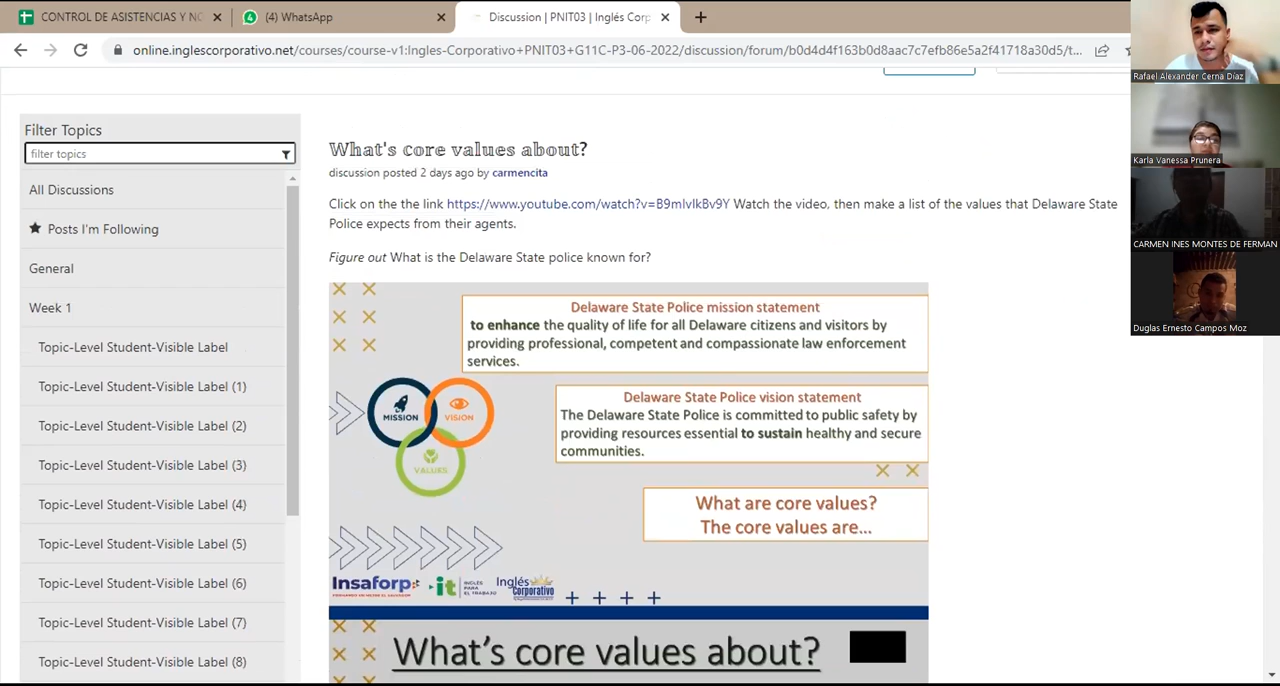 CONTROL DE ASISTENCIAS Y NO
(4) WhatsApp
Discussion | PNIT03 | Inglés Corp
online.inglescorporativo.net/courses/course-v1:Ingles-Corporativo+PNIT03+G11C-P3-06-2022/discussion/forum/b0d4d4f163b0d8aac7c7efb86e5a2f41718a30d5/t...
Rafael Alexander Cerna Díaz
Karla Vanessa Prunera
CARMEN INES MONTES DE FERMAN
Duglas Ernesto Campos Moz
Filter Topics
filter topics
All Discussions
Posts I'm Following
General
Week 1
Topic-Level Student-Visible Label
Topic-Level Student-Visible Label (1)
Topic-Level Student-Visible Label (2)
Topic-Level Student-Visible Label (3)
Topic-Level Student-Visible Label (4)
Topic-Level Student-Visible Label (5)
Topic-Level Student-Visible Label (6)
Topic-Level Student-Visible Label (7)
Topic-Level Student-Visible Label (8)
What's core values about?
discussion posted 2 days ago by carmencita
Click on the the link https://www.youtube.com/watch?v=B9mlvlkBv9Y Watch the video, then make a list of the values that Delaware State
Police expects from their agents.
Figure out What is the Delaware State police known for?
Delaware State Police mission statement
to enhance the quality of life for all Delaware citizens and visitors by
providing professional, competent and compassionate law enforcement
services.
MISSION
VISION
VALUES
Delaware State Police vision statement
The Delaware State Police is committed to public safety by
providing resources essential to sustain healthy and secure
communities.
What are core values?
The core values are...
Insaforp
it
INGLÉS
PARA
EL TRABAJO
Inglés
Corporativo
What's core values about?